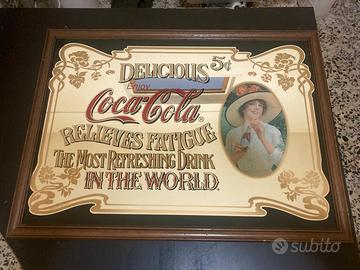 DELICIOUS 5¢
Enjoy
Coca-Cola®
RELIEVES FATIGUE
THE MOST REFRESHING DRINK
IN THE WORLD.
subito